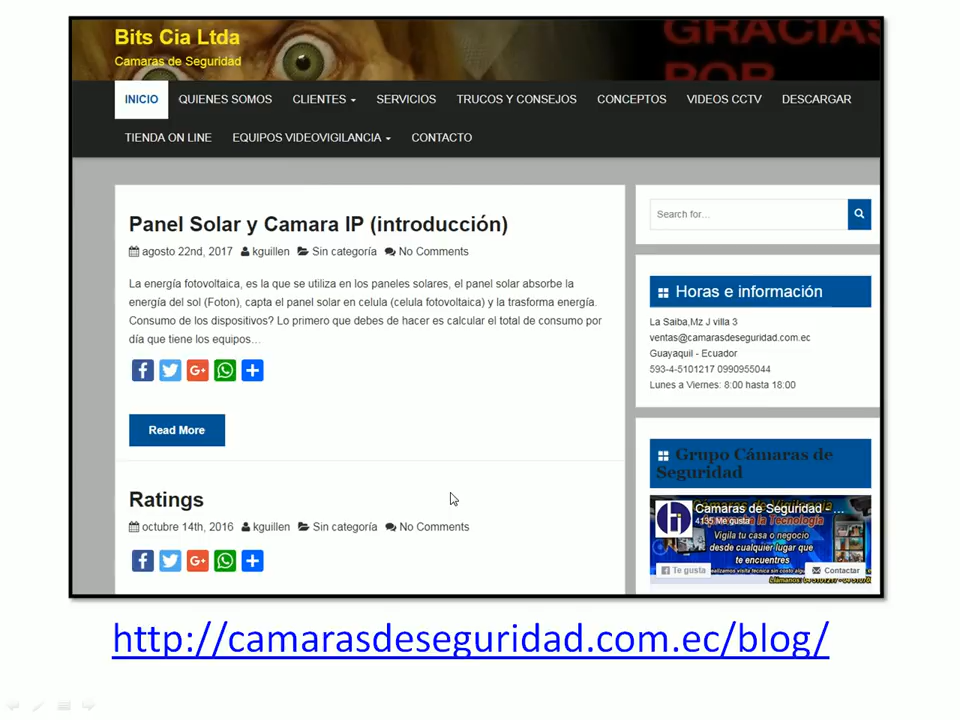 Bits Cia Ltda
Camaras de Seguridad
GRACIAS
POR
INICIO QUIENES SOMOS CLIENTES SERVICIOS TRUCOS Y CONSEJOS CONCEPTOS VIDEOS CCTV DESCARGAR
TIENDA ON LINE EQUIPOS VIDEOVIGILANCIA CONTACTO
Panel Solar y Camara IP (introducción)
agosto 22nd, 2017 kguillen Sin categoría No Comments
La energía fotovoltaica, es la que se utiliza en los paneles solares, el panel solar absorbe la
energía del sol (Foton), capta el panel solar en celula (celula fotovoltaica) y la trasforma energía.
Consumo de los dispositivos? Lo primero que debes de hacer es calcular el total de consumo por
día que tiene los equipos…
Read More
Ratings
octubre 14th, 2016 kguillen Sin categoría No Comments
Search for...
Horas e información
La Saiba,Mz J villa 3
ventas@camarasdeseguridad.com.ec
Guayaquil - Ecuador
593-4-5101217 0990955044
Lunes a Viernes: 8:00 hasta 18:00
Grupo Cámaras de
Seguridad
Camaras de Seguridad ...
4135 Me gusta
la Tecnología
Vigila tu casa o negocio
desde cualquier lugar que
te encuentres
Te gusta Contactar
http://camarasdeseguridad.com.ec/blog/